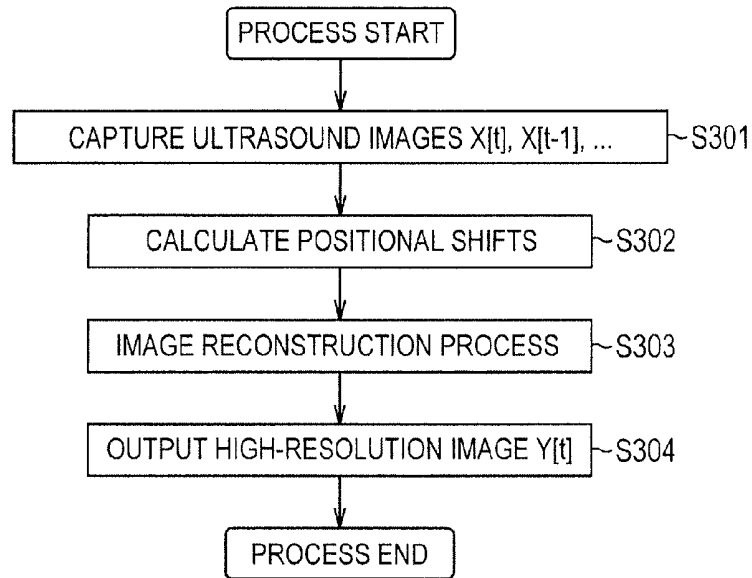 PROCESS START
CAPTURE ULTRASOUND IMAGES X[t], X[t-1], ...
~S301
CALCULATE POSITIONAL SHIFTS
~S302
IMAGE RECONSTRUCTION PROCESS
~S303
OUTPUT HIGH-RESOLUTION IMAGE Y[t]
~S304
PROCESS END